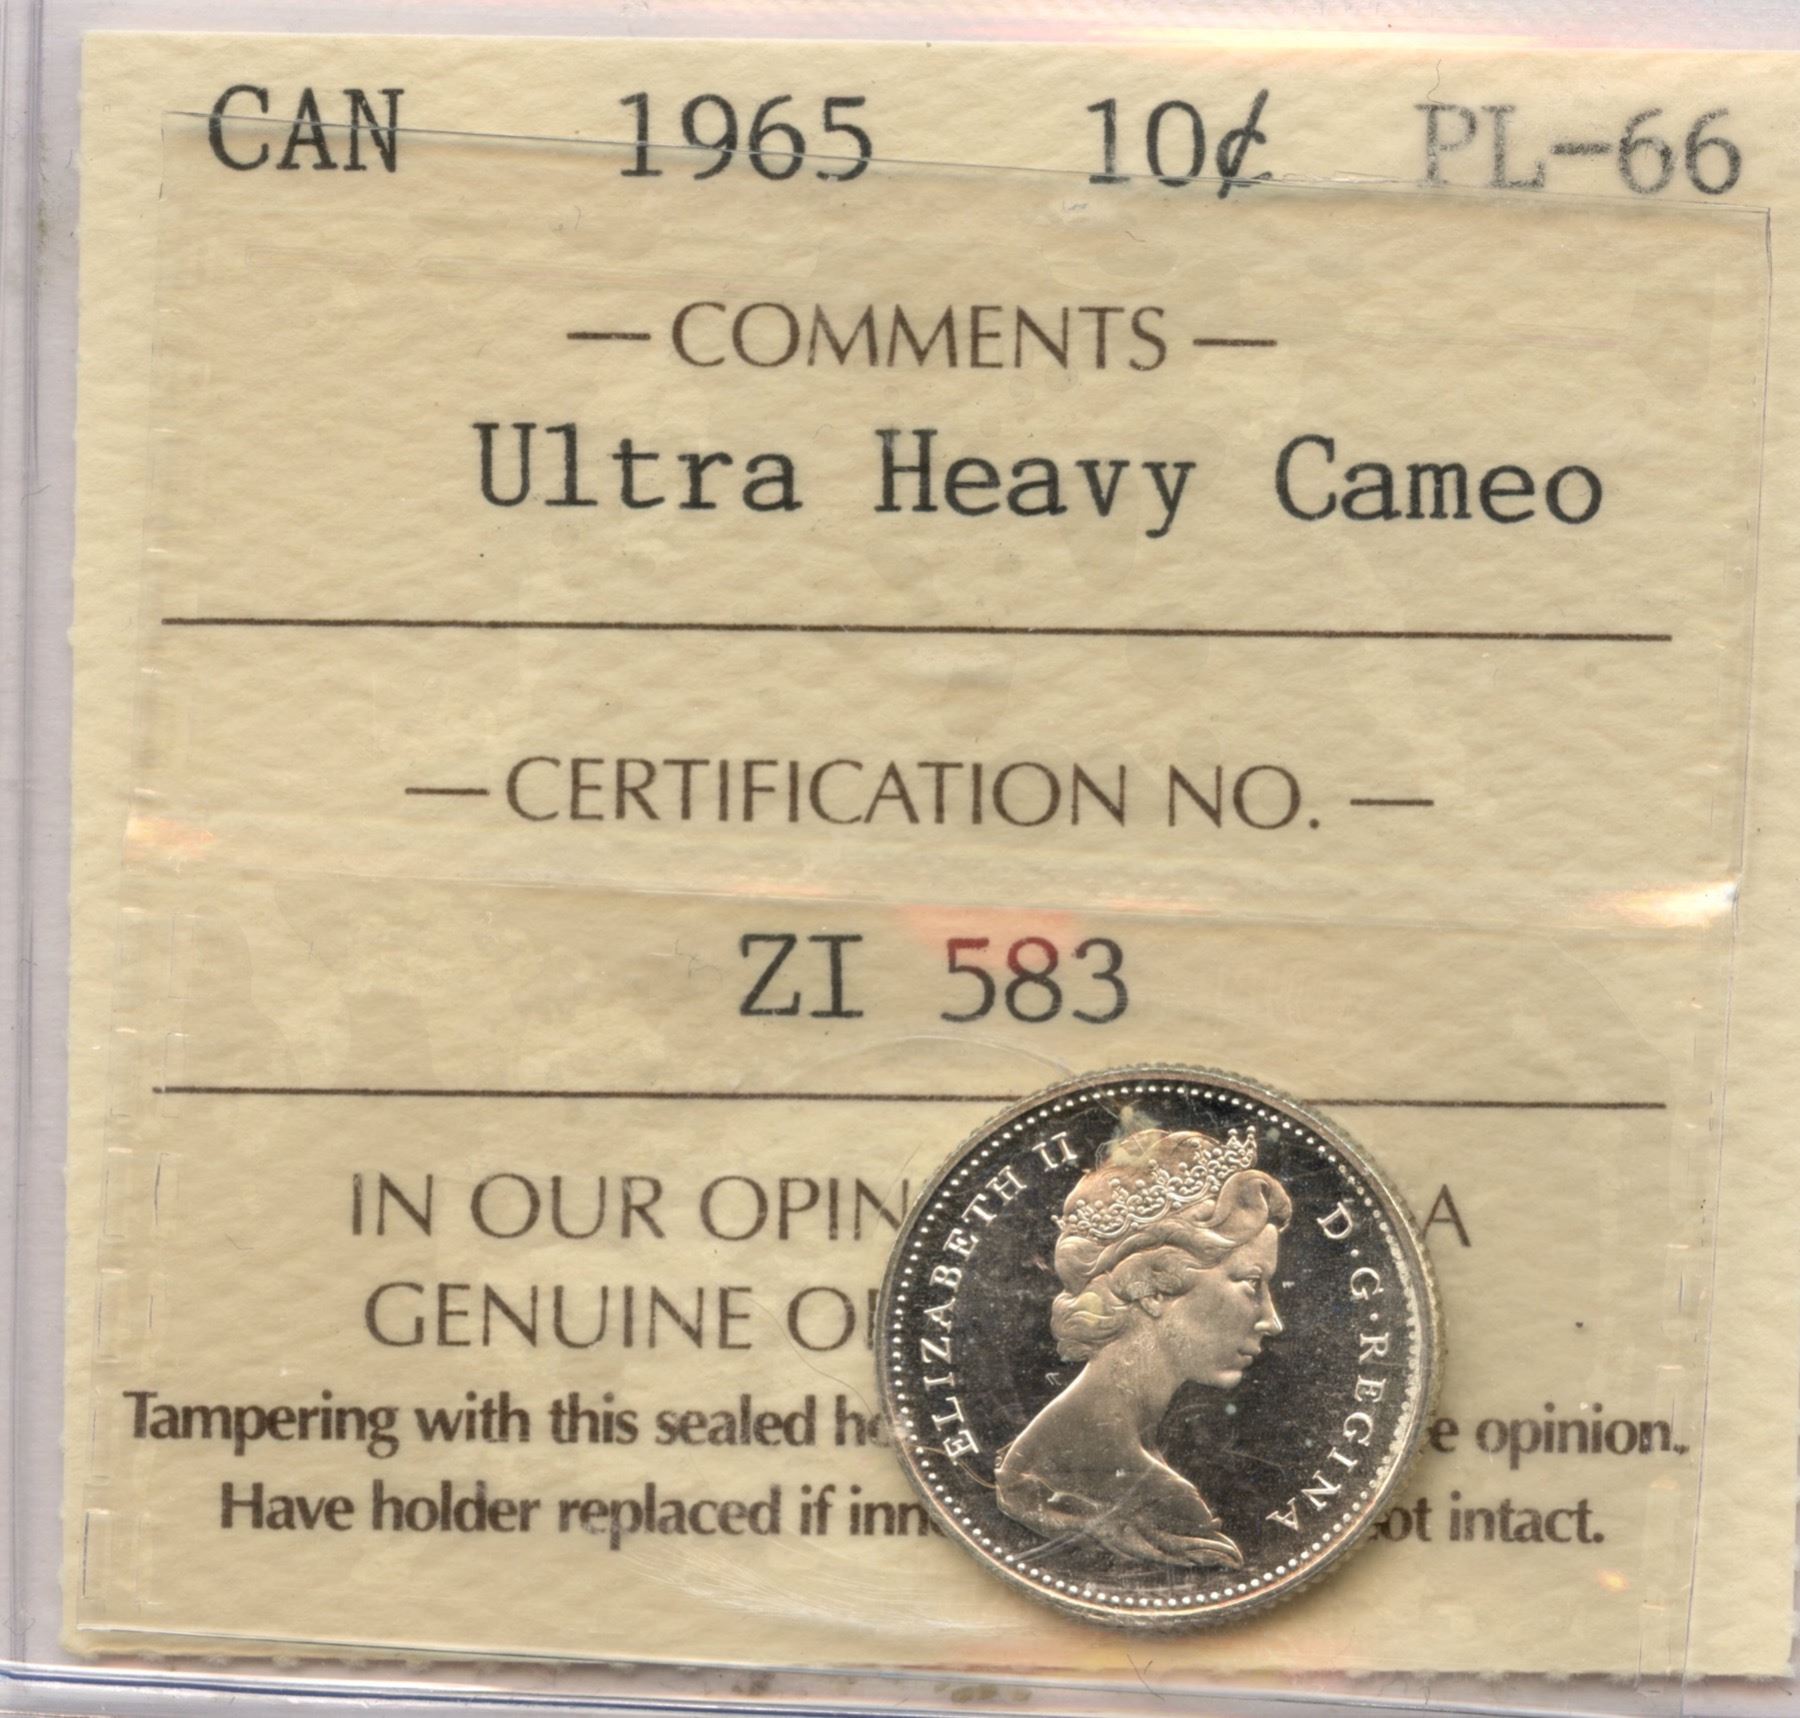 CAN 1965 10¢ PL-66
— COMMENTS —
Ultra Heavy Cameo
— CERTIFICATION NO. —
ZI 583
IN OUR OPIN A
GENUINE O
Tampering with this sealed h e opinion.
Have holder replaced if inn ot intact.
ELIZABETH II D·G·REGINA